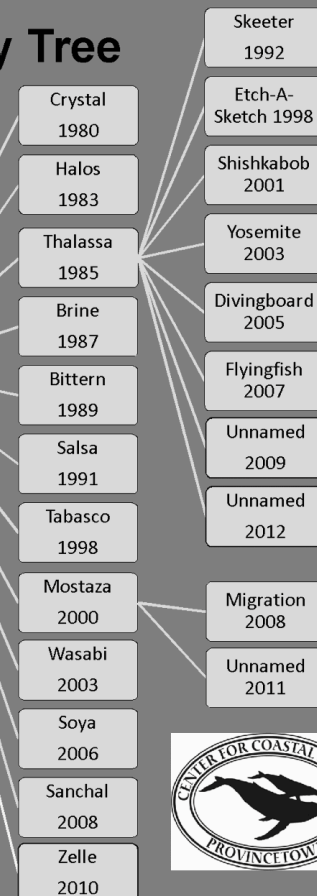 y Tree
Crystal
1980
Halos
1983
Thalassa
1985
Brine
1987
Bittern
1989
Salsa
1991
Tabasco
1998
Mostaza
2000
Wasabi
2003
Soya
2006
Sanchal
2008
Zelle
2010
Skeeter
1992
Etch-A-
Sketch 1998
Shishkabob
2001
Yosemite
2003
Divingboard
2005
Flyingfish
2007
Unnamed
2009
Unnamed
2012
Migration
2008
Unnamed
2011
CENTER FOR COASTAL
PROVINCETOW